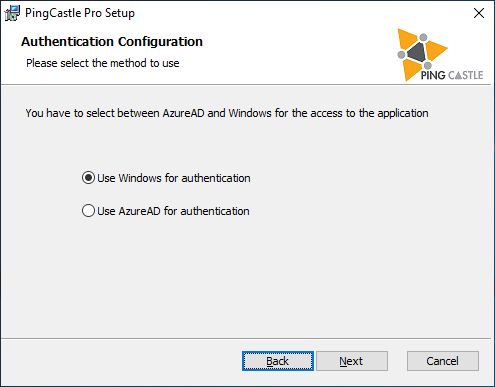 PingCastle Pro Setup
Authentication Configuration
Please select the method to use
PING CASTLE
You have to select between AzureAD and Windows for the access to the application
Use Windows for authentication
Use AzureAD for authentication
Back Next Cancel